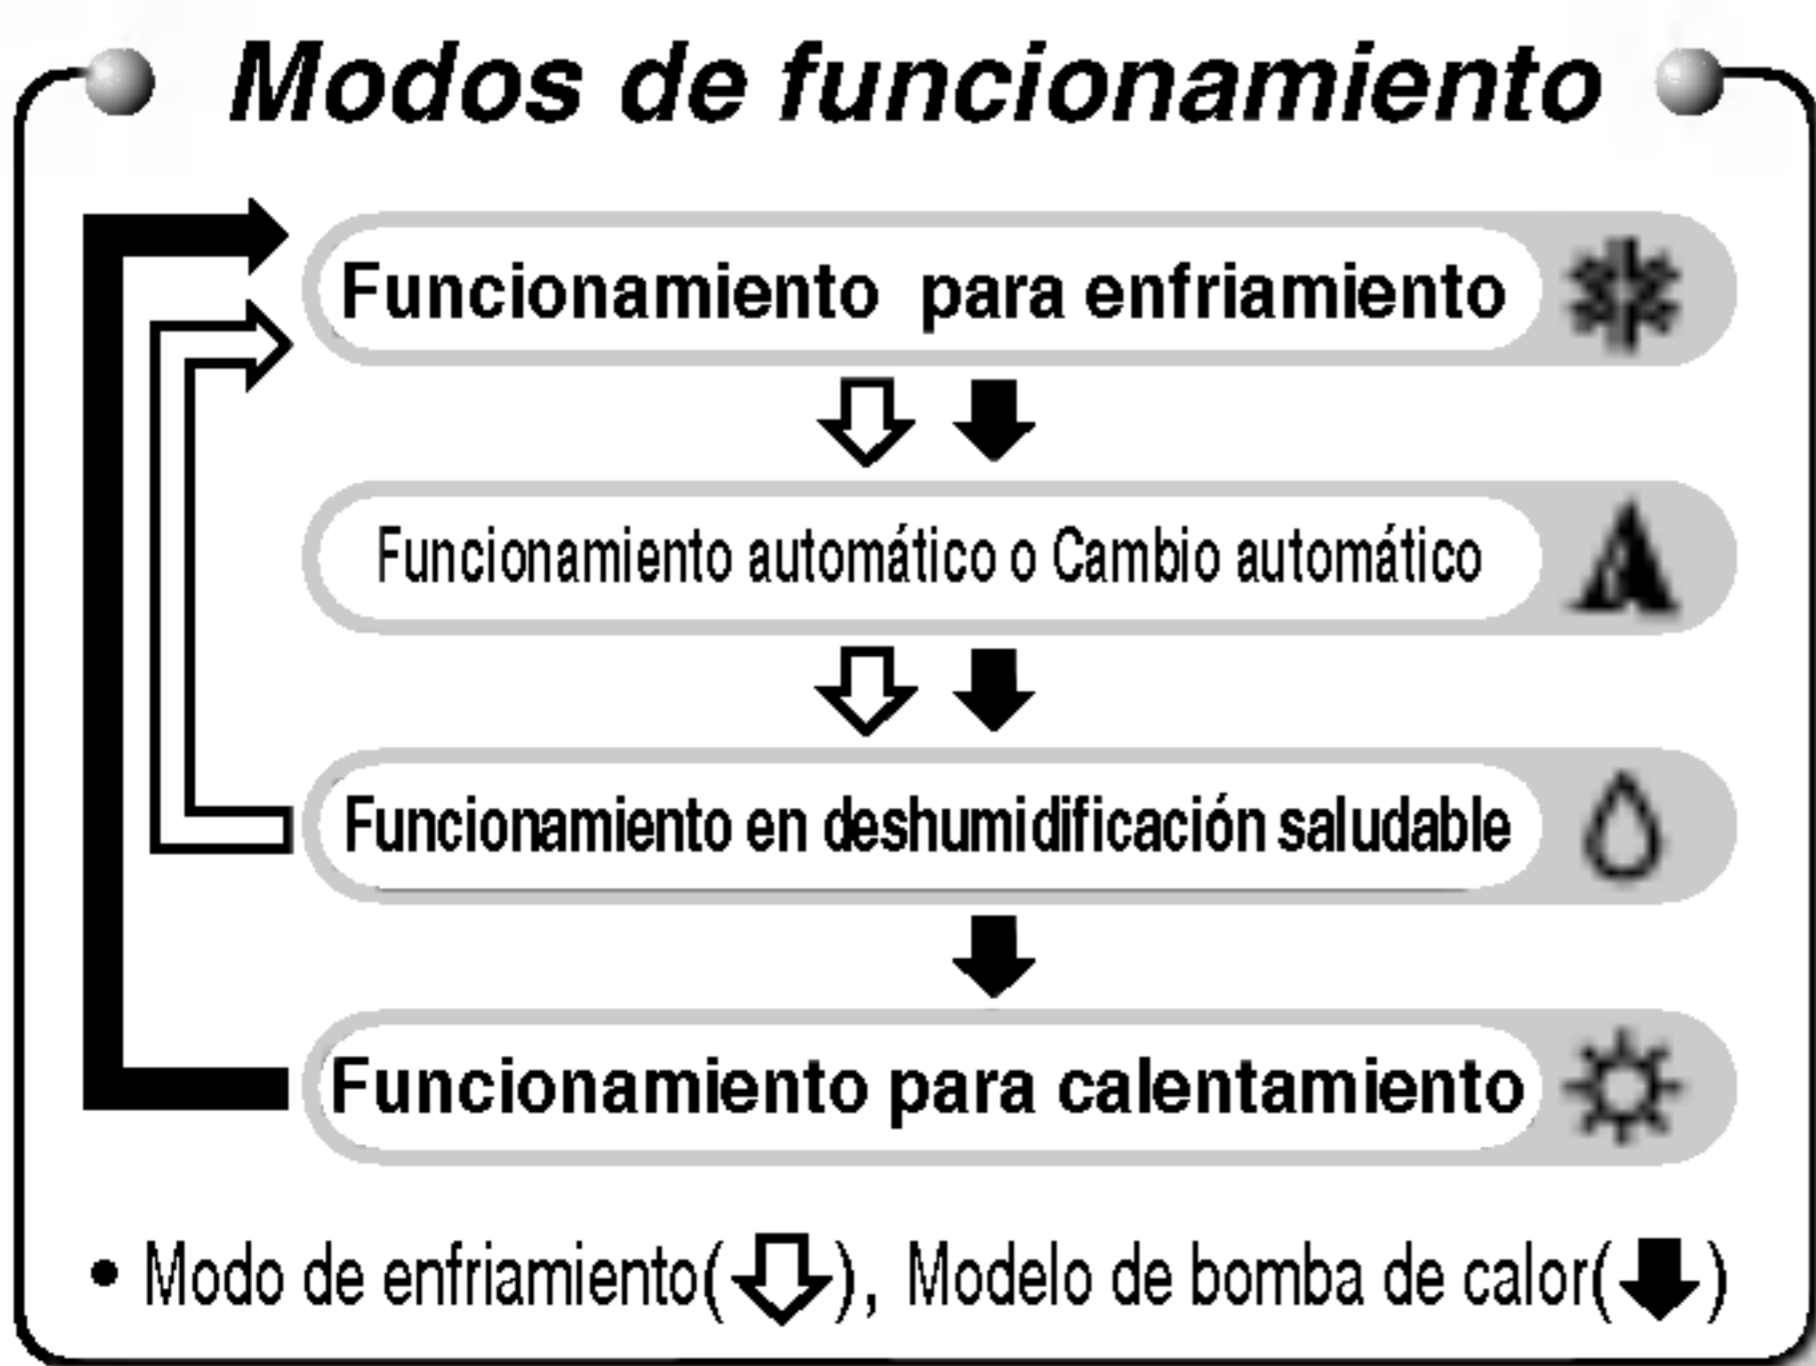 Modos de funcionamiento
Funcionamiento para enfriamiento
Funcionamiento automático o Cambio automático
Funcionamiento en deshumidificación saludable
Funcionamiento para calentamiento
• Modo de enfriamiento( ), Modelo de bomba de calor( )